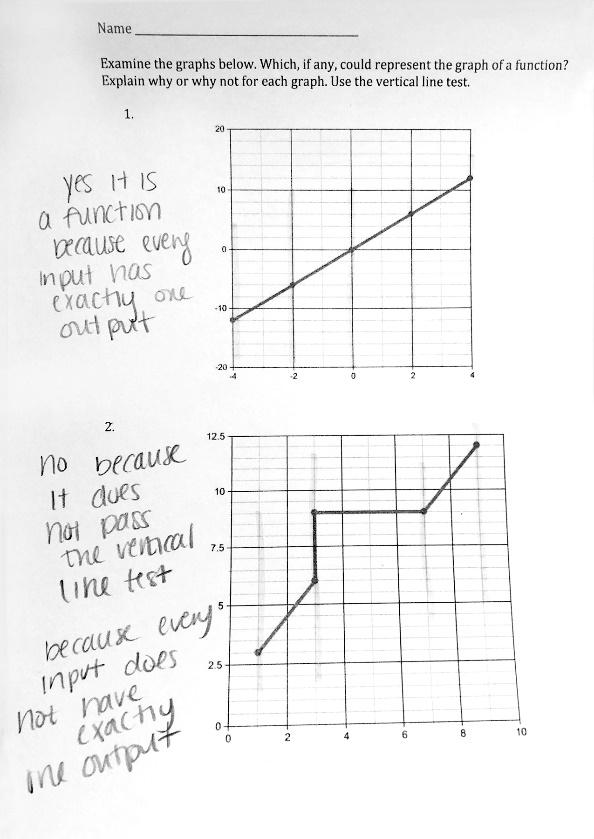 Name
Examine the graphs below. Which, if any, could represent the graph of a function?
Explain why or why not for each graph. Use the vertical line test.
1.
yes it is
a function
because every
input has
exactly one
output
20
10
0
-10
-20
-4 -2 0 2 4
2.
no because
it does
not pass
the vertical
line test
because every
input does
not have
exactly
one output
12.5
10
7.5
5
2.5
0
0 2 4 6 8 10